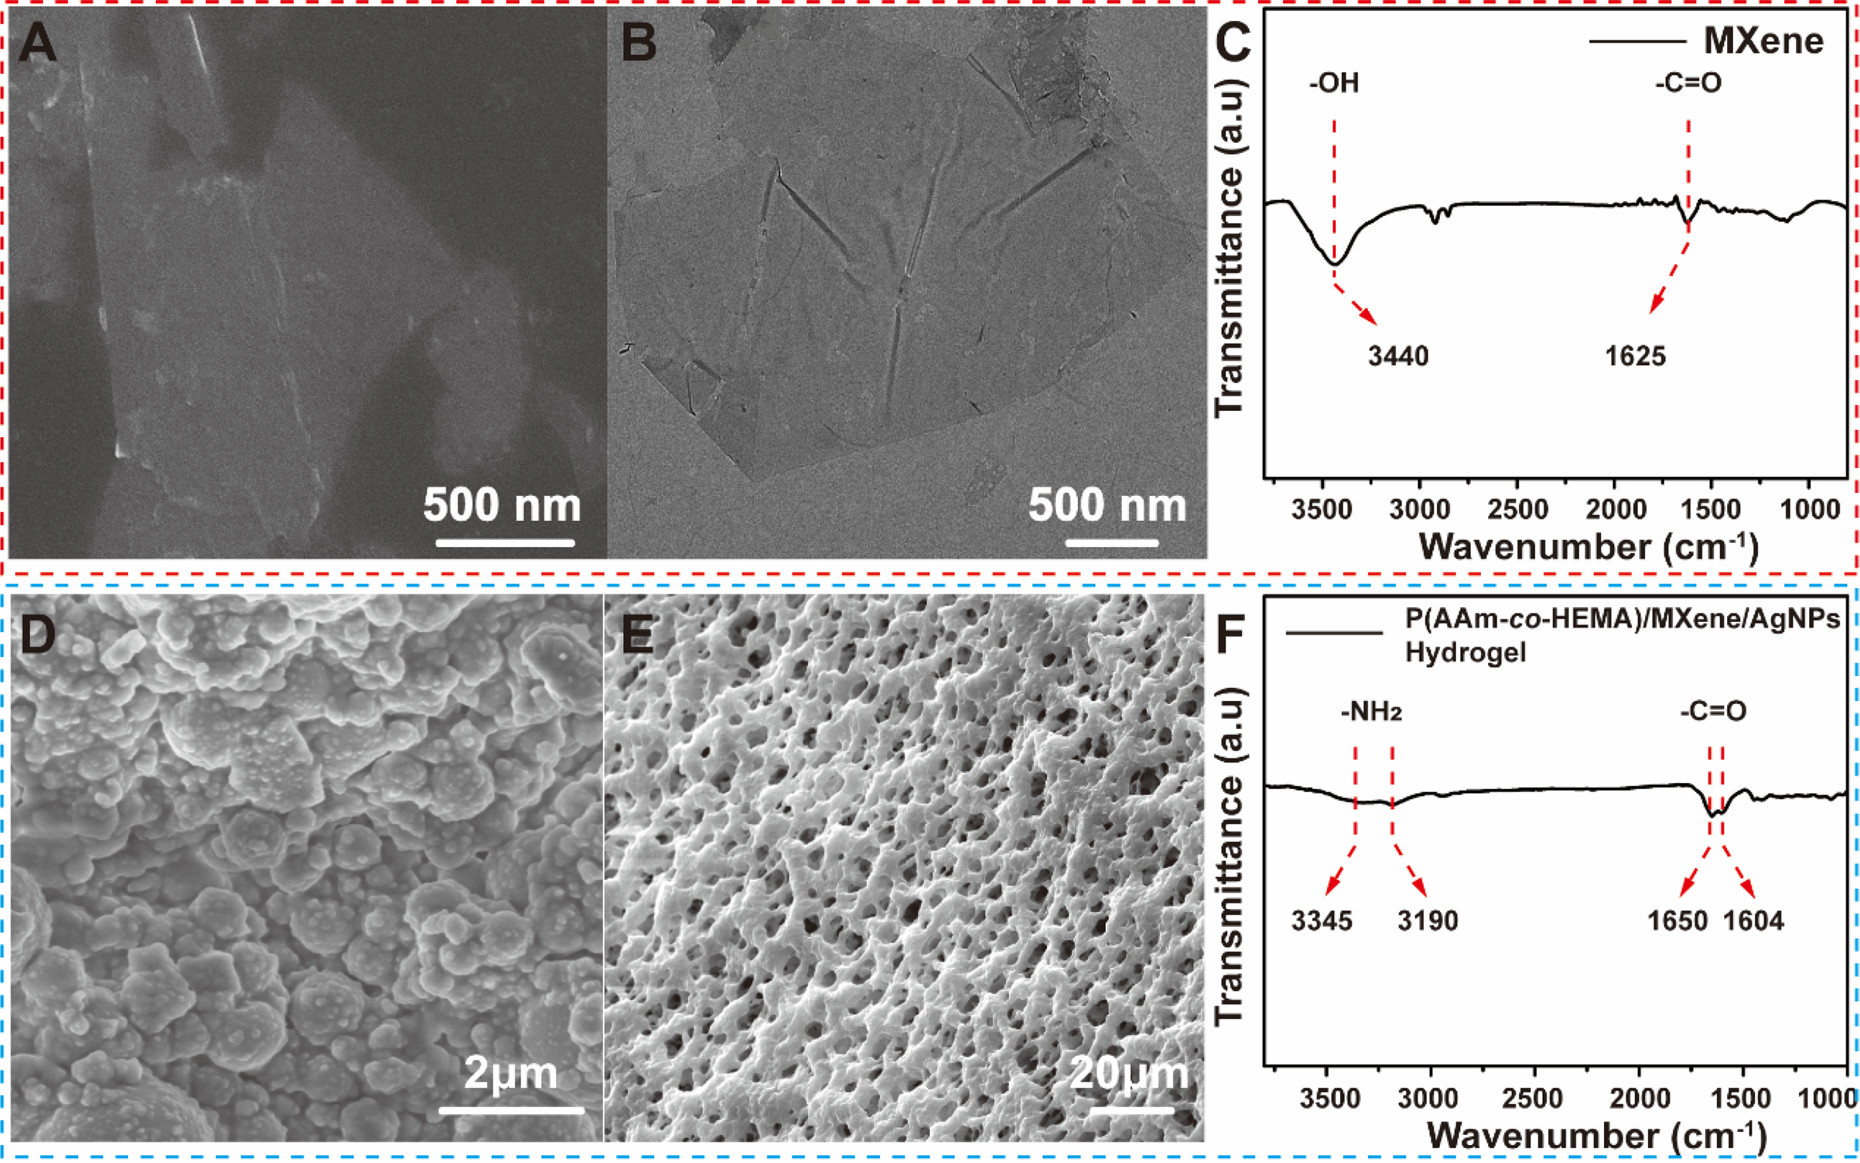 A
500 nm
B
500 nm
C
MXene
-OH
-C=O
3440
1625
Transmittance (a.u)
3500 3000 2500 2000 1500 1000
Wavenumber (cm-1)
D
2μm
E
20μm
F
P(AAm-co-HEMA)/MXene/AgNPs
Hydrogel
-NH2
-C=O
3345
3190
1650
1604
Transmittance (a.u)
3500 3000 2500 2000 1500 1000
Wavenumber (cm-1)